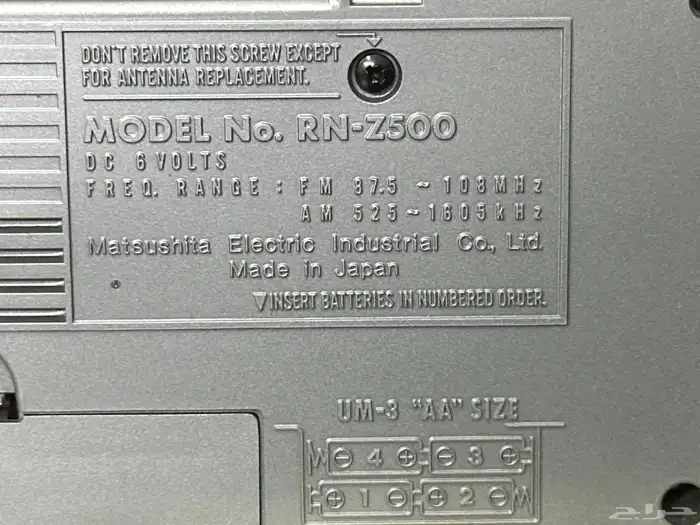 DON'T REMOVE THIS SCREW EXCEPT
FOR ANTENNA REPLACEMENT.
MODEL No. RN-Z500
DC 6 VOLTS
FREQ. RANGE : FM 87.5 ~ 108MHz
AM 525~1605kHz
Matsushita Electric Industrial Co., Ltd.
Made in Japan
▽INSERT BATTERIES IN NUMBERED ORDER.
UM-3 "AA" SIZE
⊖ 4 ⊕ ⊖ 3 ⊕
⊕ 1 ⊖ ⊕ 2 ⊖
حراج